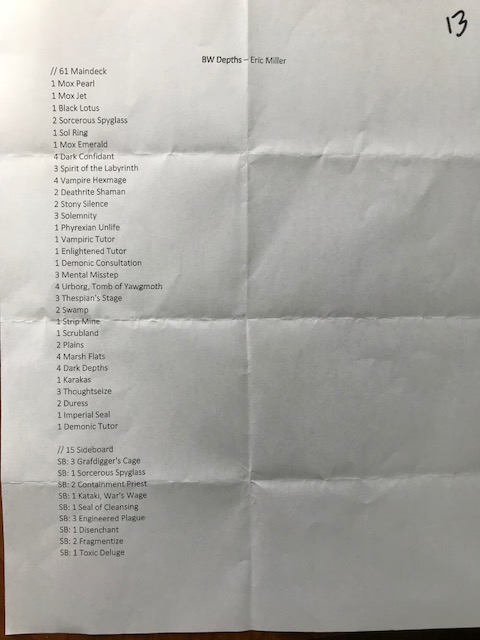 13
BW Depths – Eric Miller
// 61 Maindeck
1 Mox Pearl
1 Mox Jet
1 Black Lotus
2 Sorcerous Spyglass
1 Sol Ring
1 Mox Emerald
4 Dark Confidant
3 Spirit of the Labyrinth
4 Vampire Hexmage
2 Deathrite Shaman
2 Stony Silence
3 Solemnity
1 Phyrexian Unlife
1 Vampiric Tutor
1 Enlightened Tutor
1 Demonic Consultation
3 Mental Misstep
4 Urborg, Tomb of Yawgmoth
3 Thespian's Stage
2 Swamp
1 Strip Mine
1 Scrubland
2 Plains
4 Marsh Flats
4 Dark Depths
1 Karakas
3 Thoughtseize
2 Duress
1 Imperial Seal
1 Demonic Tutor
// 15 Sideboard
SB: 3 Grafdigger's Cage
SB: 1 Sorcerous Spyglass
SB: 2 Containment Priest
SB: 1 Kataki, War's Wage
SB: 1 Seal of Cleansing
SB: 3 Engineered Plague
SB: 1 Disenchant
SB: 2 Fragmentize
SB: 1 Toxic Deluge